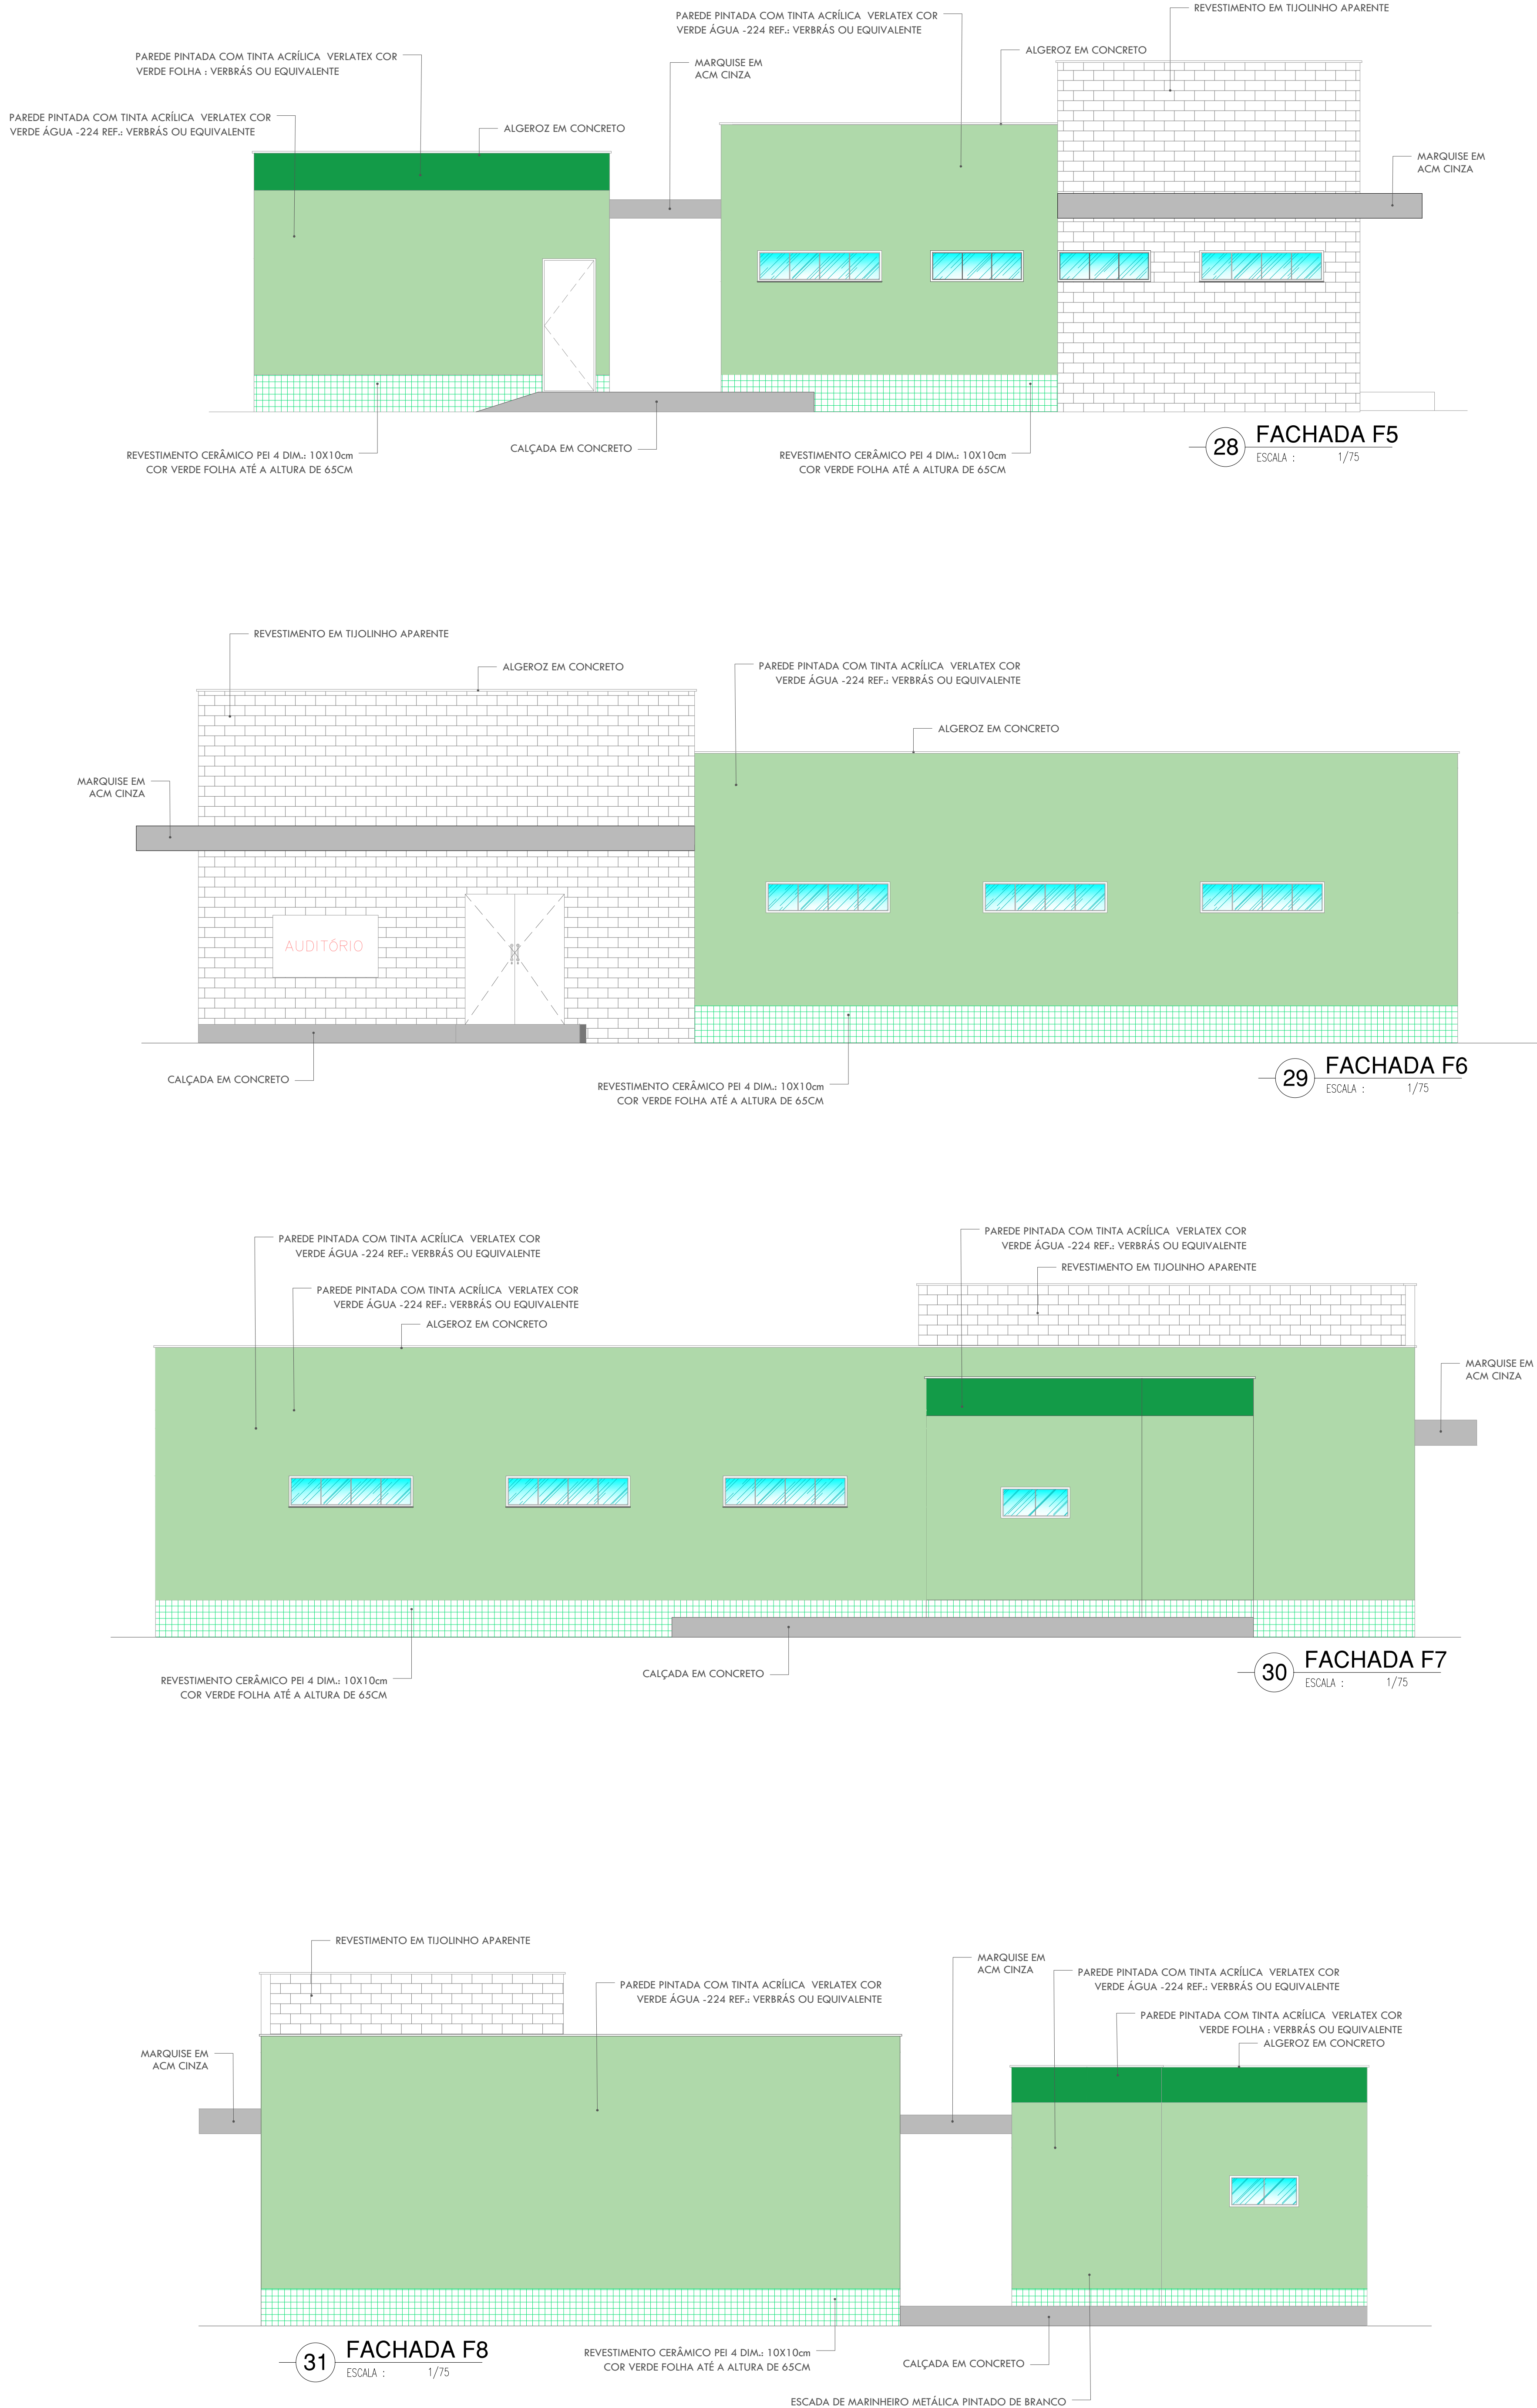 REVESTIMENTO EM TIJOLINHO APARENTE
PAREDE PINTADA COM TINTA ACRÍLICA VERLATEX COR
VERDE ÁGUA -224 REF.: VERBRÁS OU EQUIVALENTE
ALGEROZ EM CONCRETO
PAREDE PINTADA COM TINTA ACRÍLICA VERLATEX COR
VERDE FOLHA : VERBRÁS OU EQUIVALENTE
MARQUISE EM
ACM CINZA
PAREDE PINTADA COM TINTA ACRÍLICA VERLATEX COR
VERDE ÁGUA -224 REF.: VERBRÁS OU EQUIVALENTE
ALGEROZ EM CONCRETO
MARQUISE EM
ACM CINZA
REVESTIMENTO CERÂMICO PEI 4 DIM.: 10X10cm
COR VERDE FOLHA ATÉ A ALTURA DE 65CM
CALÇADA EM CONCRETO
REVESTIMENTO CERÂMICO PEI 4 DIM.: 10X10cm
COR VERDE FOLHA ATÉ A ALTURA DE 65CM
28
FACHADA F5
ESCALA : 1/75
REVESTIMENTO EM TIJOLINHO APARENTE
ALGEROZ EM CONCRETO
PAREDE PINTADA COM TINTA ACRÍLICA VERLATEX COR
VERDE ÁGUA -224 REF.: VERBRÁS OU EQUIVALENTE
ALGEROZ EM CONCRETO
MARQUISE EM
ACM CINZA
AUDITÓRIO
CALÇADA EM CONCRETO
REVESTIMENTO CERÂMICO PEI 4 DIM.: 10X10cm
COR VERDE FOLHA ATÉ A ALTURA DE 65CM
29
FACHADA F6
ESCALA : 1/75
PAREDE PINTADA COM TINTA ACRÍLICA VERLATEX COR
VERDE ÁGUA -224 REF.: VERBRÁS OU EQUIVALENTE
PAREDE PINTADA COM TINTA ACRÍLICA VERLATEX COR
VERDE ÁGUA -224 REF.: VERBRÁS OU EQUIVALENTE
ALGEROZ EM CONCRETO
PAREDE PINTADA COM TINTA ACRÍLICA VERLATEX COR
VERDE ÁGUA -224 REF.: VERBRÁS OU EQUIVALENTE
REVESTIMENTO EM TIJOLINHO APARENTE
MARQUISE EM
ACM CINZA
REVESTIMENTO CERÂMICO PEI 4 DIM.: 10X10cm
COR VERDE FOLHA ATÉ A ALTURA DE 65CM
CALÇADA EM CONCRETO
30
FACHADA F7
ESCALA : 1/75
REVESTIMENTO EM TIJOLINHO APARENTE
PAREDE PINTADA COM TINTA ACRÍLICA VERLATEX COR
VERDE ÁGUA -224 REF.: VERBRÁS OU EQUIVALENTE
MARQUISE EM
ACM CINZA
PAREDE PINTADA COM TINTA ACRÍLICA VERLATEX COR
VERDE ÁGUA -224 REF.: VERBRÁS OU EQUIVALENTE
PAREDE PINTADA COM TINTA ACRÍLICA VERLATEX COR
VERDE FOLHA : VERBRÁS OU EQUIVALENTE
ALGEROZ EM CONCRETO
MARQUISE EM
ACM CINZA
31
FACHADA F8
ESCALA : 1/75
REVESTIMENTO CERÂMICO PEI 4 DIM.: 10X10cm
COR VERDE FOLHA ATÉ A ALTURA DE 65CM
CALÇADA EM CONCRETO
ESCADA DE MARINHEIRO METÁLICA PINTADO DE BRANCO